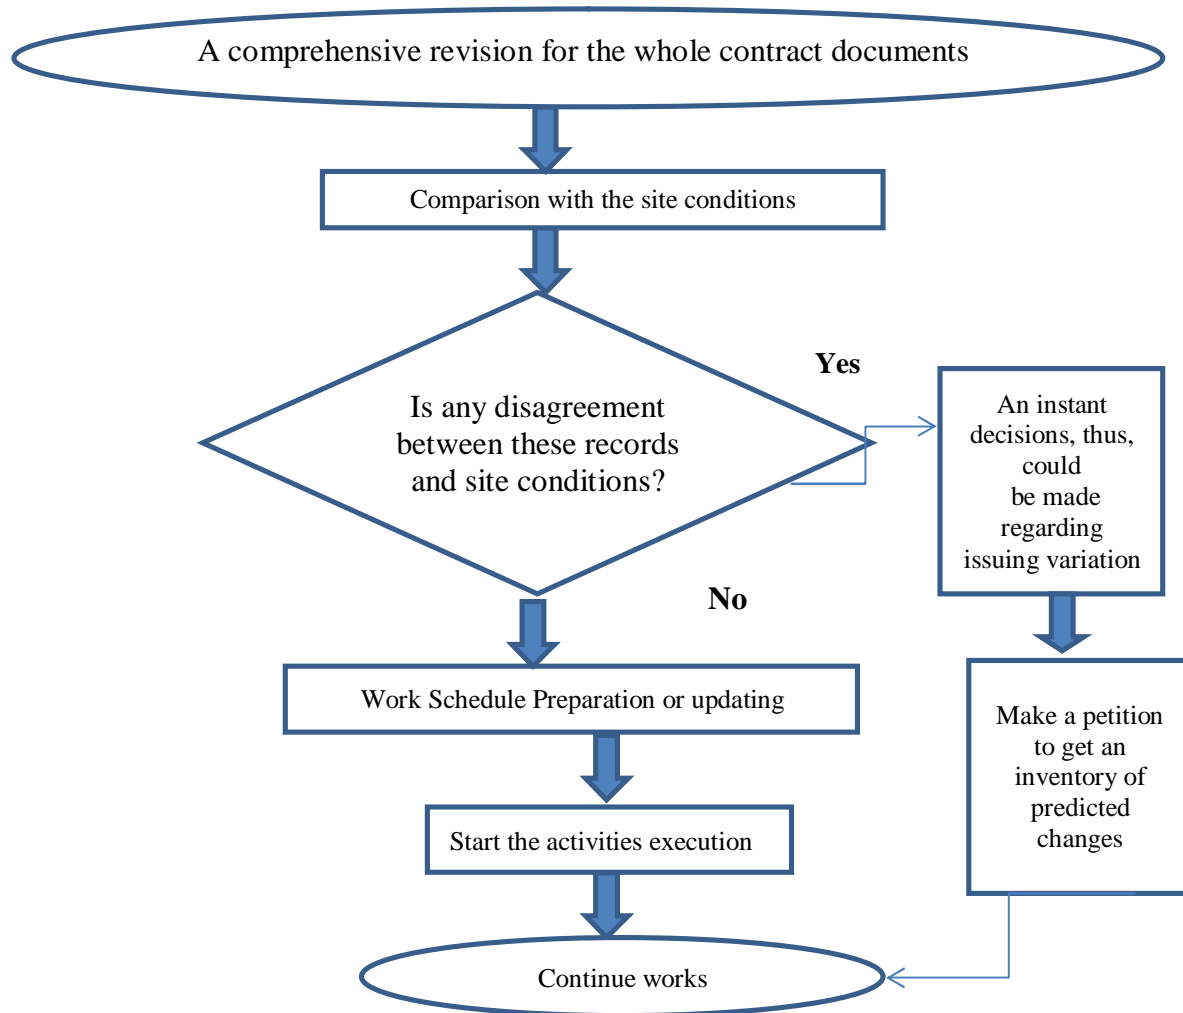 A comprehensive revision for the whole contract documents
Comparison with the site conditions
Is any disagreement
between these records
and site conditions?
Yes
An instant
decisions, thus,
could
be made
regarding
issuing variation
No
Work Schedule Preparation or updating
Make a petition
to get an
inventory of
predicted
changes
Start the activities execution
Continue works